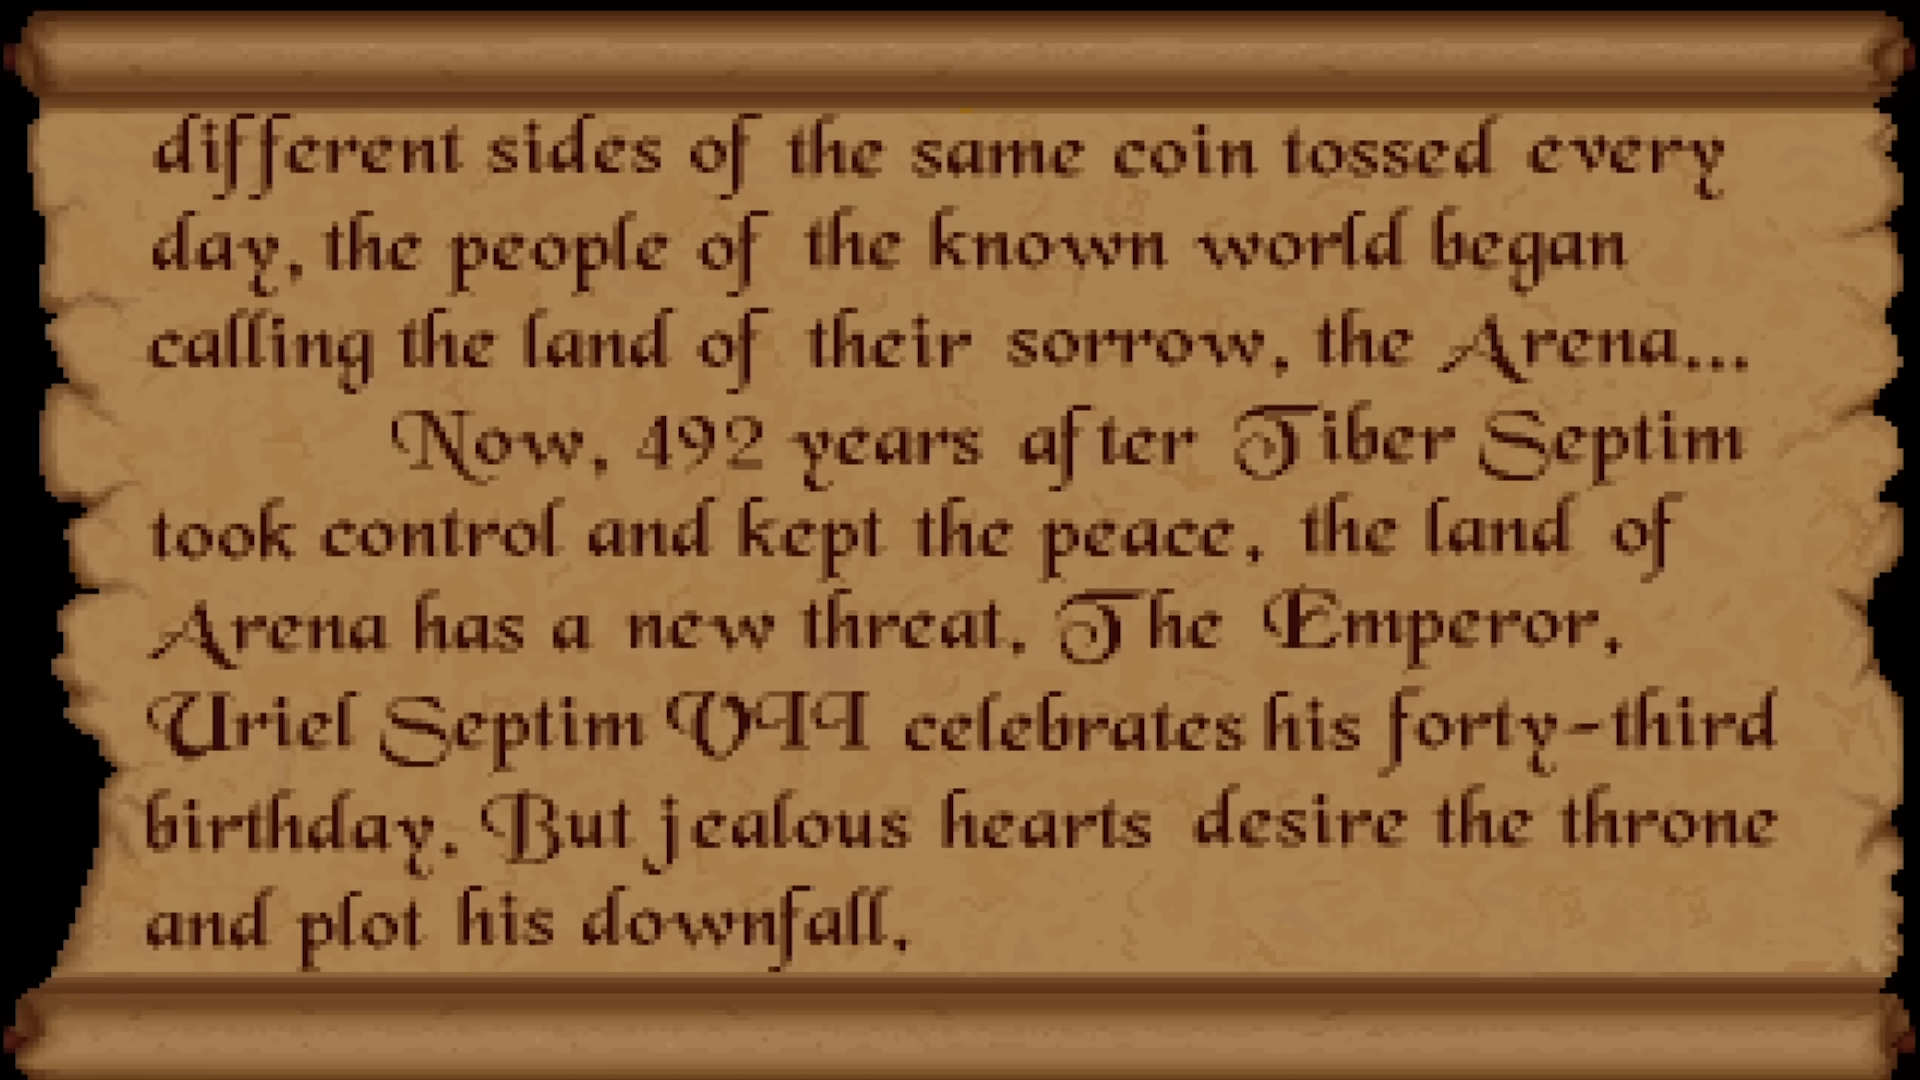 different sides of the same coin tossed every
day, the people of the known world began
calling the land of their sorrow, the Arena...
Now, 492 years after Tiber Septim
took control and kept the peace, the land of
Arena has a new threat. The Emperor,
Uriel Septim VII celebrates his forty-third
birthday. But jealous hearts desire the throne
and plot his downfall.